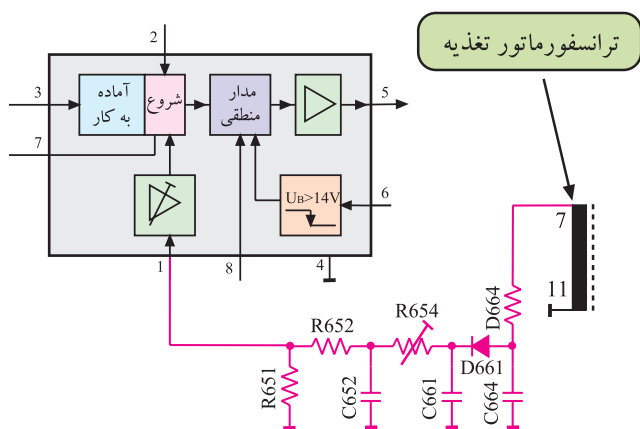 ترانسفورماتور تغذیه
2
3
آماده
به کار
شروع
مدار
منطقی
5
7
UB>14V
6
1
8
4
7
11
D664
R652
R654
D661
R651
C652
C661
C664